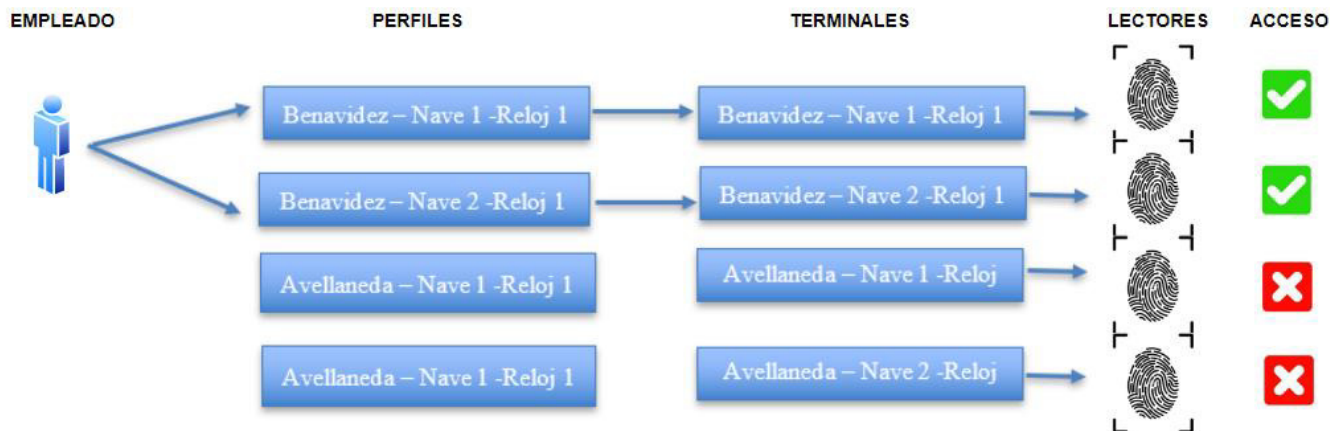 EMPLEADO PERFILES TERMINALES LECTORES ACCESO
Benavidez – Nave 1 -Reloj 1
Benavidez – Nave 1 -Reloj 1
Benavidez – Nave 2 -Reloj 1
Benavidez – Nave 2 -Reloj 1
Avellaneda – Nave 1 -Reloj 1
Avellaneda – Nave 1 -Reloj
Avellaneda – Nave 1 -Reloj 1
Avellaneda – Nave 2 -Reloj